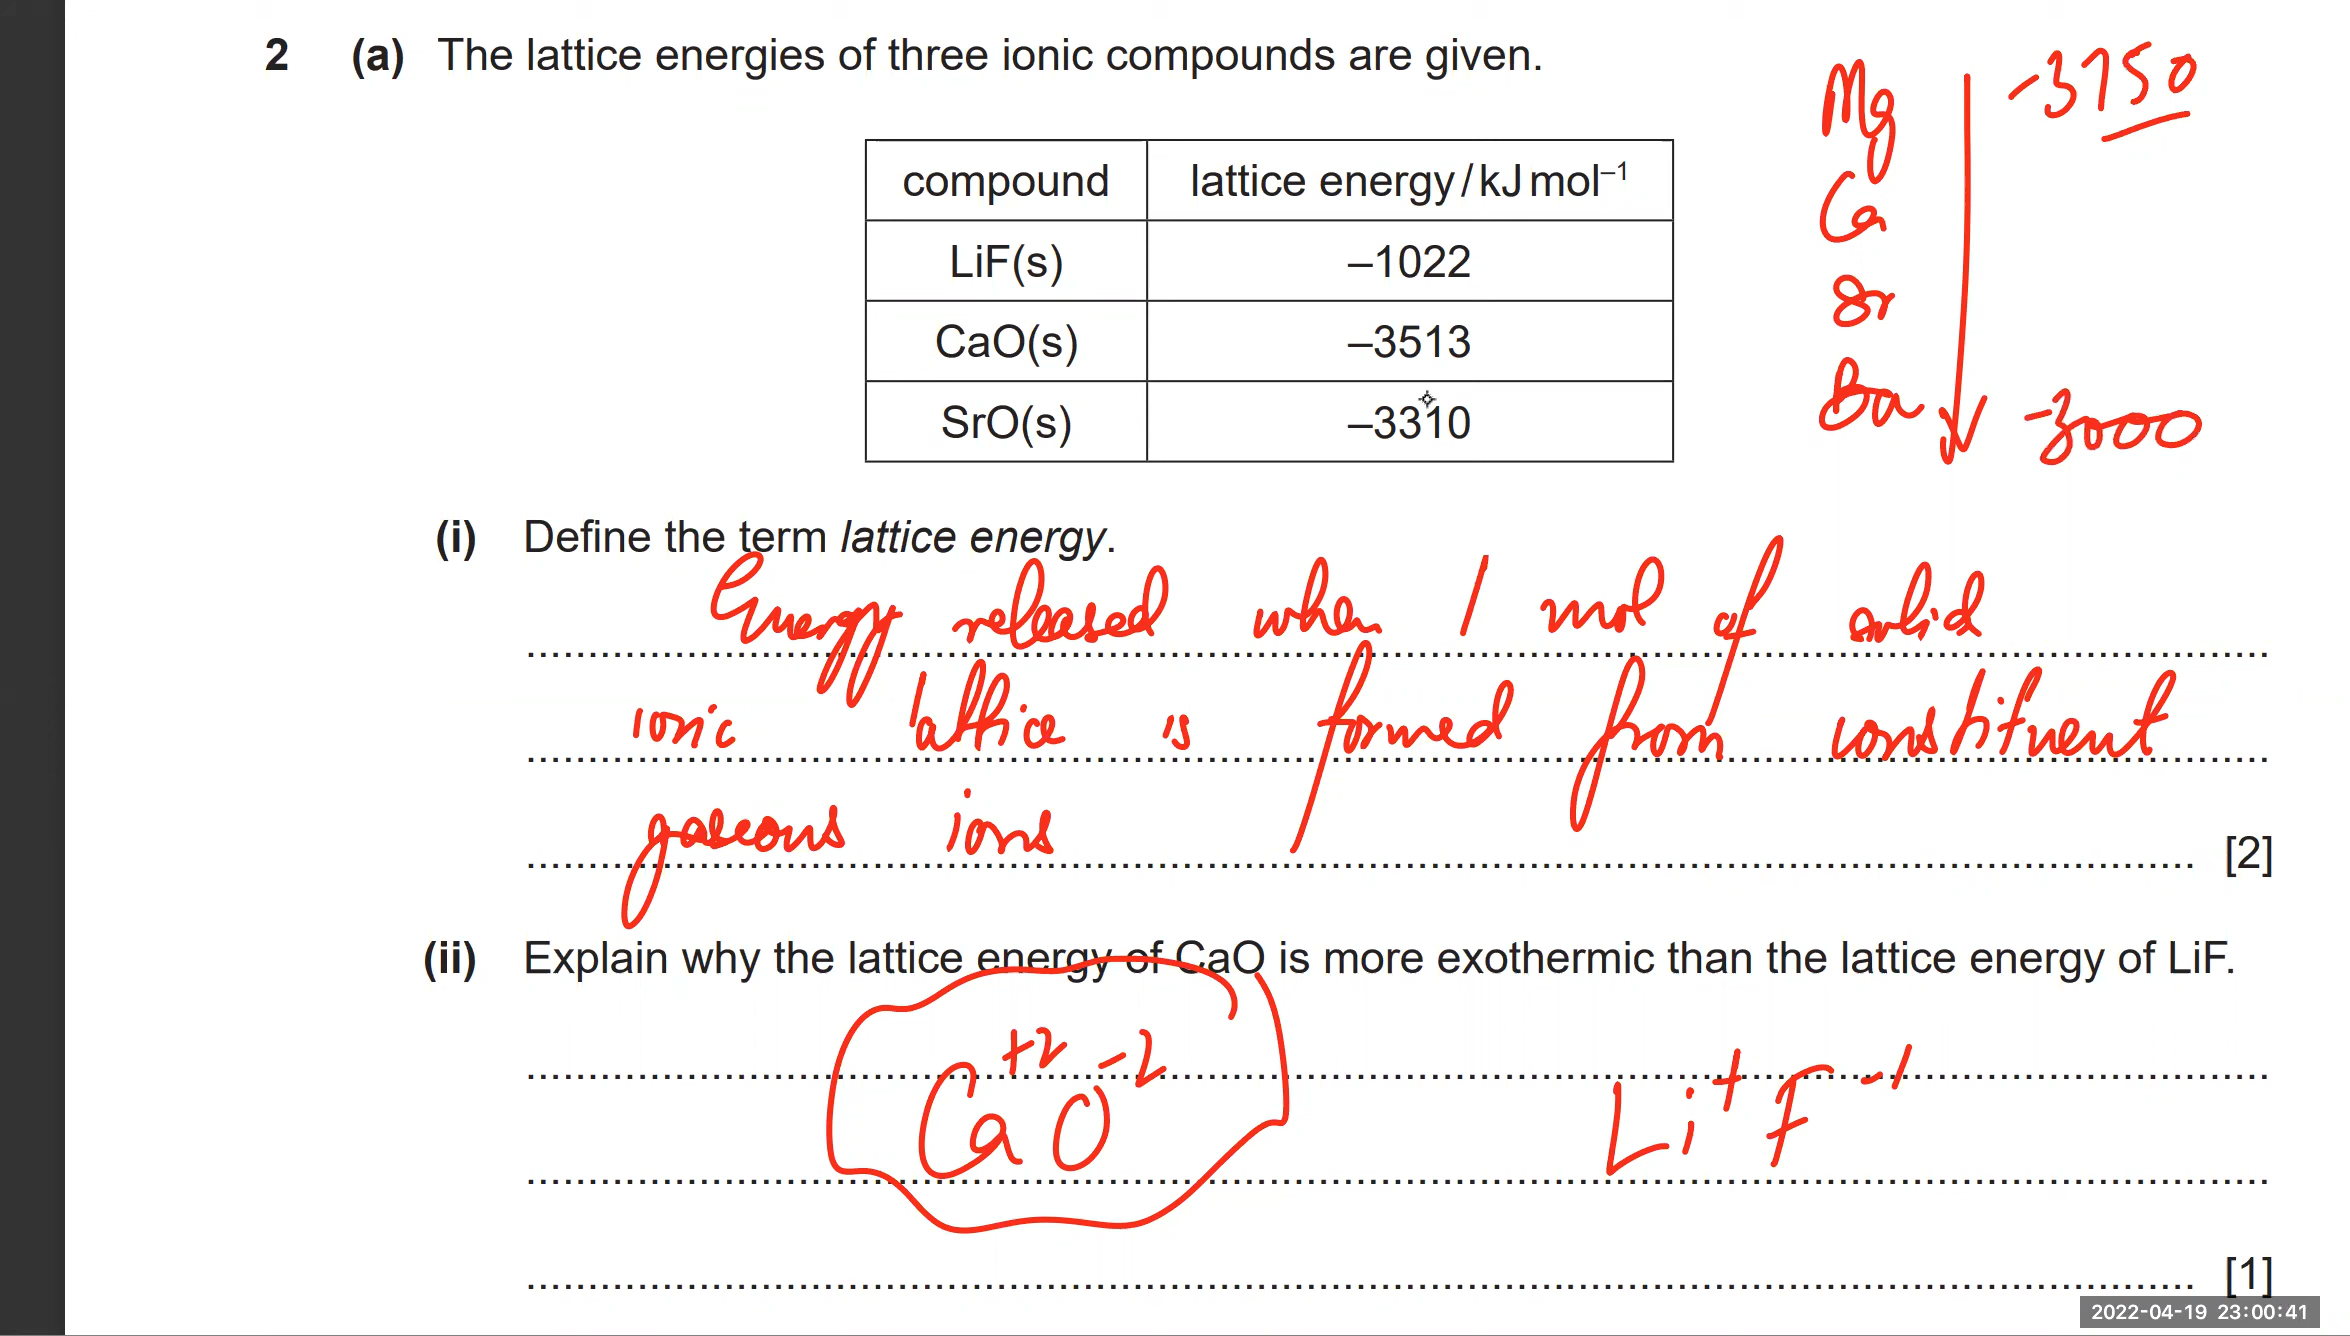 2 (a) The lattice energies of three ionic compounds are given.
Mg -3750
compound lattice energy / kJ mol⁻¹
Ca
LiF(s) –1022
Sr
CaO(s) –3513
Ba -3000
SrO(s) –3310
(i) Define the term lattice energy.
Energy released when 1 mol of solid
ionic lattice is formed from constituent
gaseous ions
[2]
(ii) Explain why the lattice energy of CaO is more exothermic than the lattice energy of LiF.
Ca⁺² O⁻² Li⁺ F⁻¹
[1]
2022-04-19 23:00:41